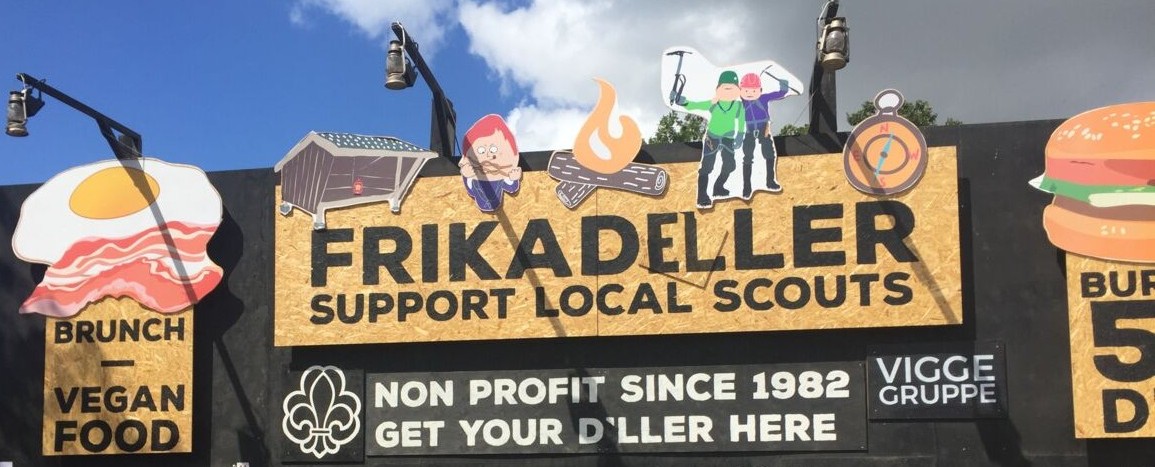 BRUNCH
—
VEGAN
FOOD
FRIKADELLER
SUPPORT LOCAL SCOUTS
NON PROFIT SINCE 1982
GET YOUR D'LLER HERE
VIGGE
GRUPPE
N
BUR
5
D